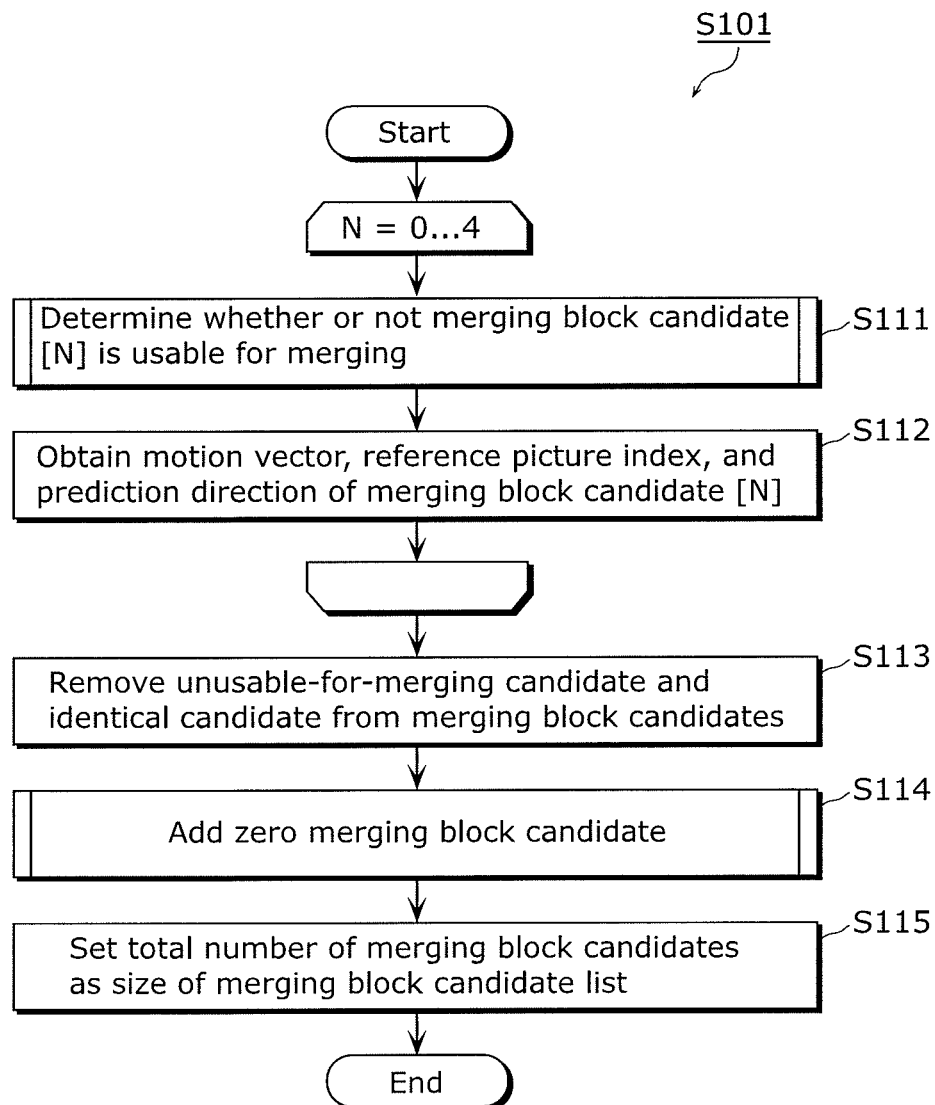 S101
Start
N = 0...4
Determine whether or not merging block candidate
[N] is usable for merging
S111
Obtain motion vector, reference picture index, and
prediction direction of merging block candidate [N]
S112
Remove unusable-for-merging candidate and
identical candidate from merging block candidates
S113
Add zero merging block candidate
S114
Set total number of merging block candidates
as size of merging block candidate list
S115
End